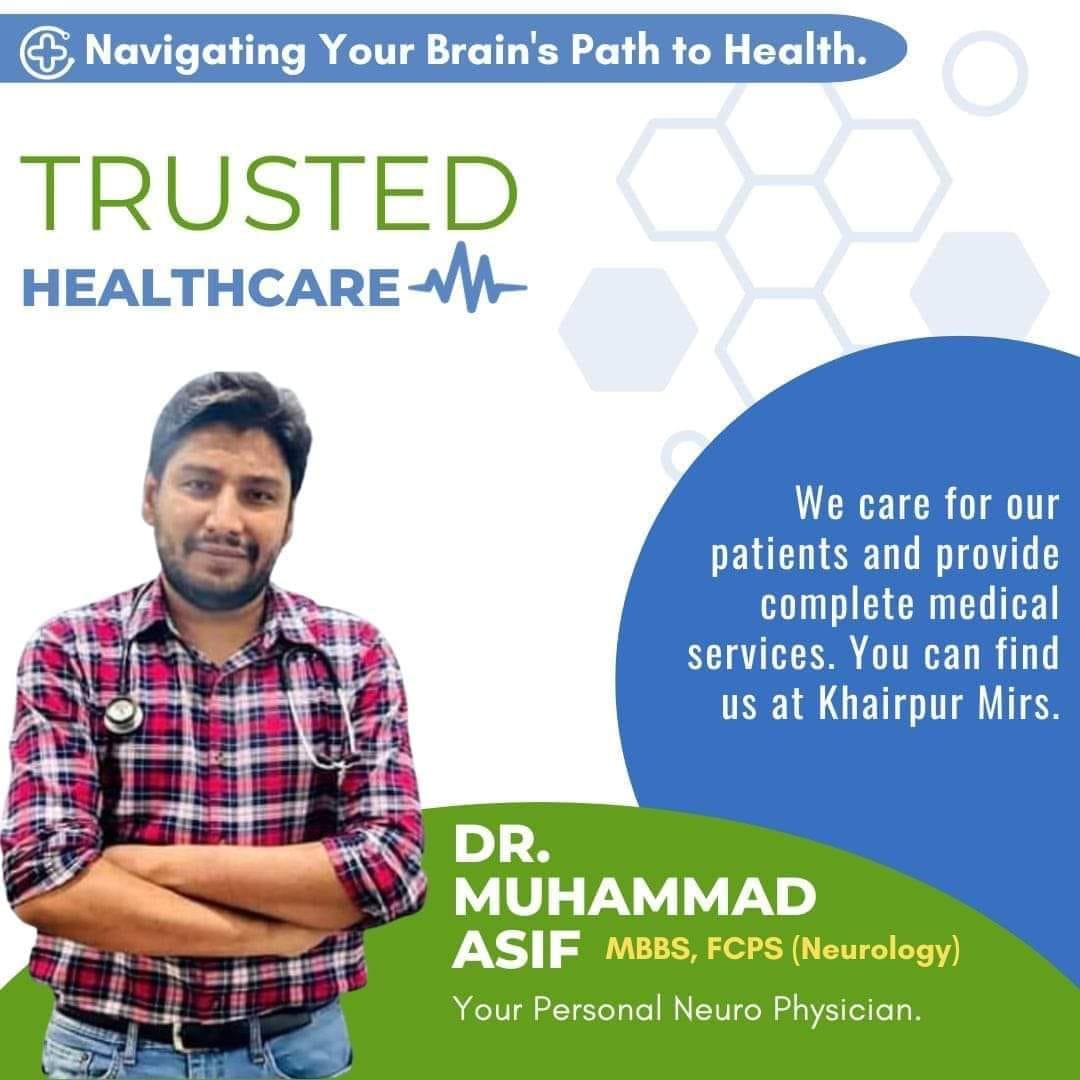 Navigating Your Brain's Path to Health.
TRUSTED
HEALTHCARE
We care for our
patients and provide
complete medical
services. You can find
us at Khairpur Mirs.
DR.
MUHAMMAD
ASIF MBBS, FCPS (Neurology)
Your Personal Neuro Physician.